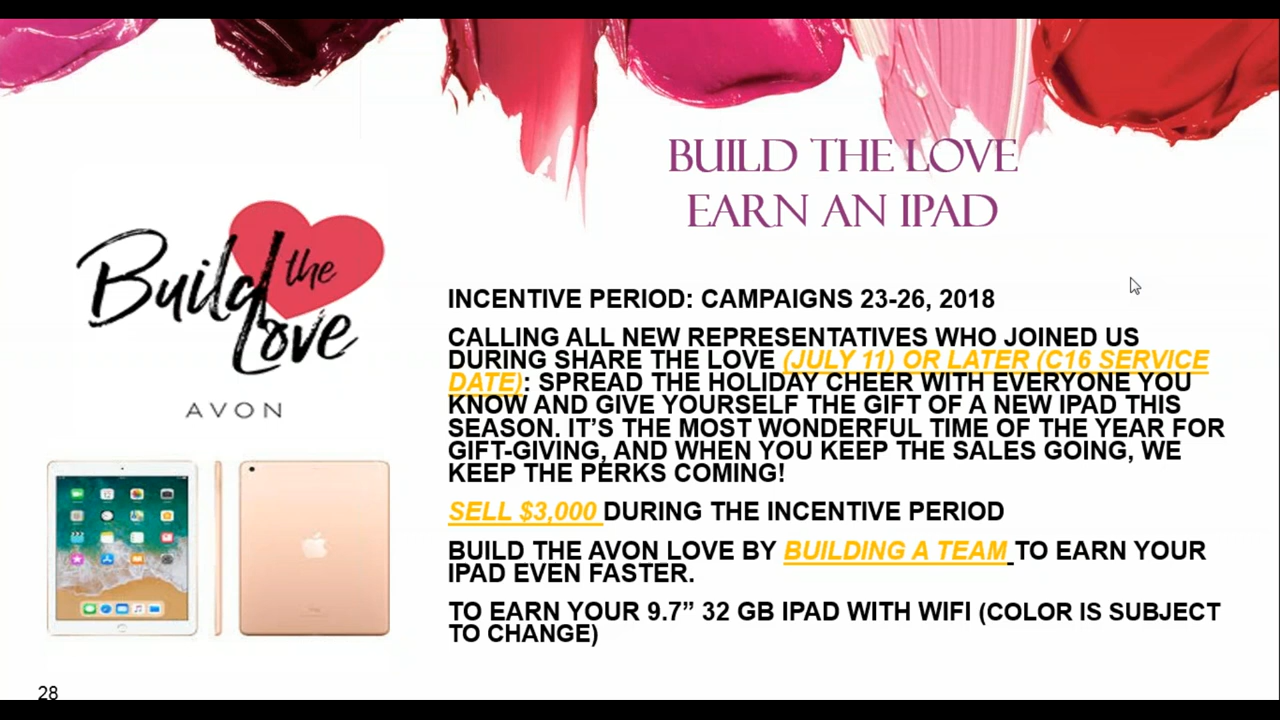 BUILD THE LOVE
EARN AN IPAD
Build the
Love
AVON
INCENTIVE PERIOD: CAMPAIGNS 23-26, 2018
CALLING ALL NEW REPRESENTATIVES WHO JOINED US
DURING SHARE THE LOVE (JULY 11) OR LATER (C16 SERVICE
DATE): SPREAD THE HOLIDAY CHEER WITH EVERYONE YOU
KNOW AND GIVE YOURSELF THE GIFT OF A NEW IPAD THIS
SEASON. IT’S THE MOST WONDERFUL TIME OF THE YEAR FOR
GIFT-GIVING, AND WHEN YOU KEEP THE SALES GOING, WE
KEEP THE PERKS COMING!
SELL $3,000 DURING THE INCENTIVE PERIOD
BUILD THE AVON LOVE BY BUILDING A TEAM TO EARN YOUR
IPAD EVEN FASTER.
TO EARN YOUR 9.7” 32 GB IPAD WITH WIFI (COLOR IS SUBJECT
TO CHANGE)
28